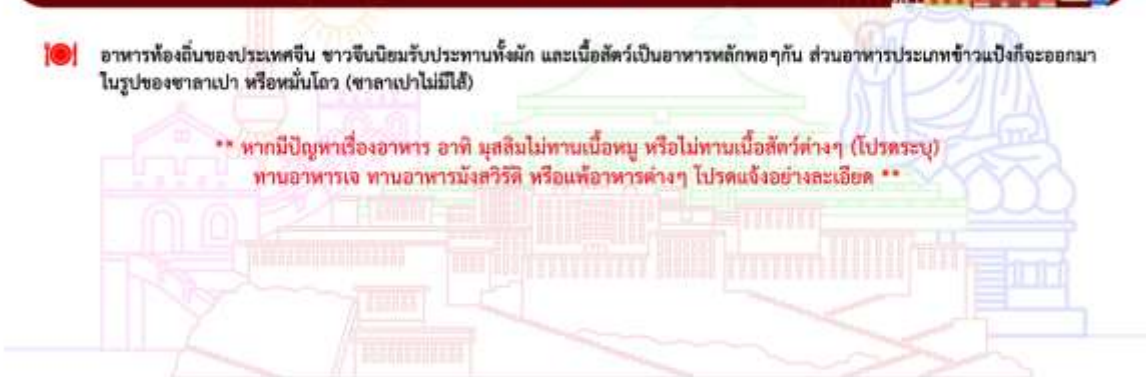 อาหารท้องถิ่นของประเทศจีน ชาวจีนนิยมรับประทานทั้งผัก และเนื้อสัตว์เป็นอาหารหลักพอๆกัน ส่วนอาหารประเภทข้าวแป้งก็จะออกมา
ในรูปของซาลาเปา หรือหมั่นโถว (ซาลาเปาไม่มีไส้)
** หากมีปัญหาเรื่องอาหาร อาทิ มุสลิมไม่ทานเนื้อหมู หรือไม่ทานเนื้อสัตว์ต่างๆ (โปรดระบุ)
ทานอาหารเจ ทานอาหารมังสวิรัติ หรือแพ้อาหารต่างๆ โปรดแจ้งอย่างละเอียด **